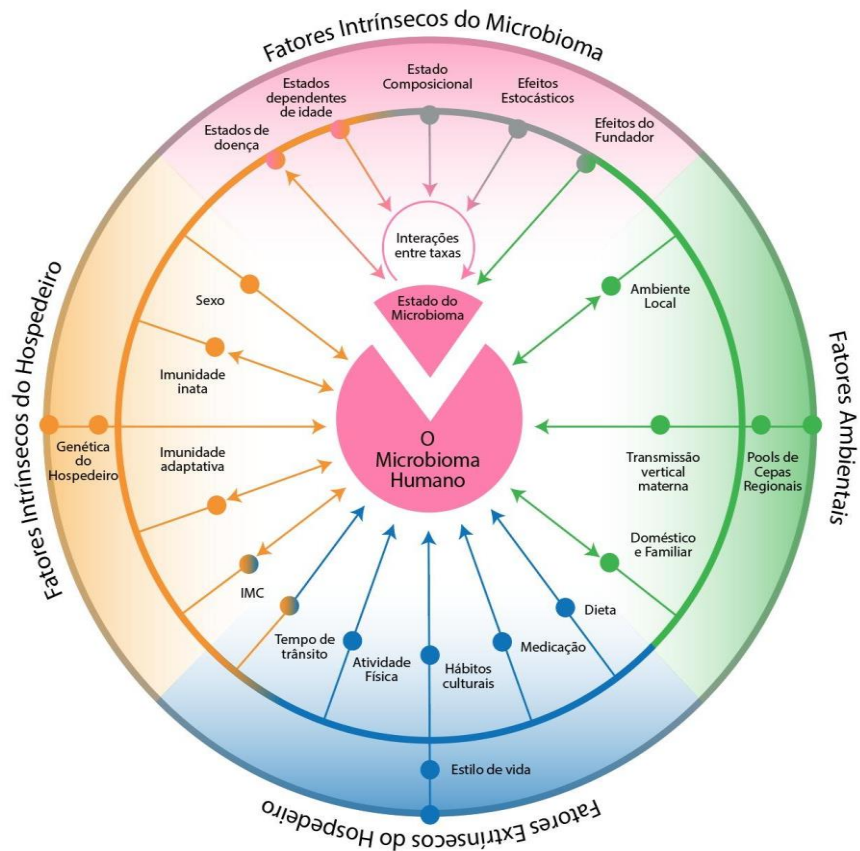 Fatores Intrínsecos do Microbioma
Estado
Composicional
Efeitos
Estocásticos
Estados
dependentes
de idade
Efeitos do
Fundador
Estados de
doença
Interações
entre taxas
Estado do
Microbioma
Sexo
Ambiente
Local
Imunidade
inata
Fatores Intrínsecos do Hospedeiro
Fatores Ambientais
O
Microbioma
Humano
Genética
do
Hospedeiro
Imunidade
adaptativa
Transmissão
vertical
materna
Pools de
Cepas
Regionais
Doméstico
e Familiar
IMC
Dieta
Tempo de
trânsito
Atividade
Física
Hábitos
culturais
Medicação
Estilo de vida
Fatores Extrínsecos do Hospedeiro